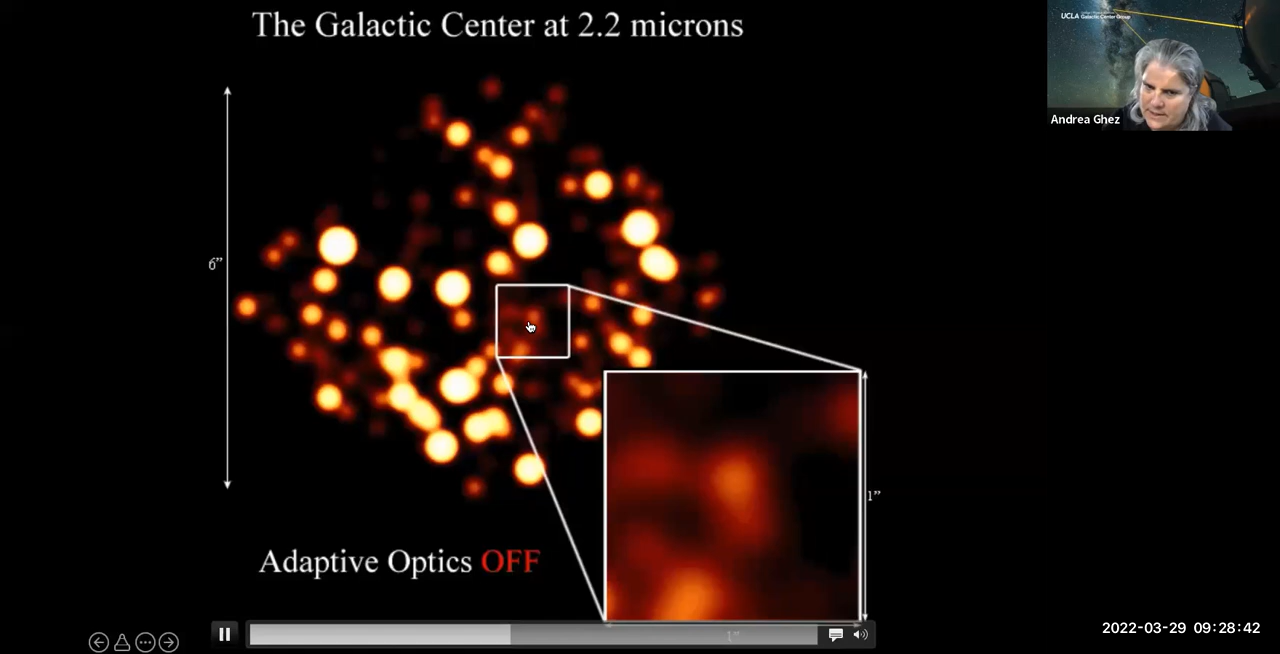 The Galactic Center at 2.2 microns
UCLA Galactic Center Group
Andrea Ghez
6”
1”
Adaptive Optics OFF
1”
2022-03-29 09:28:42